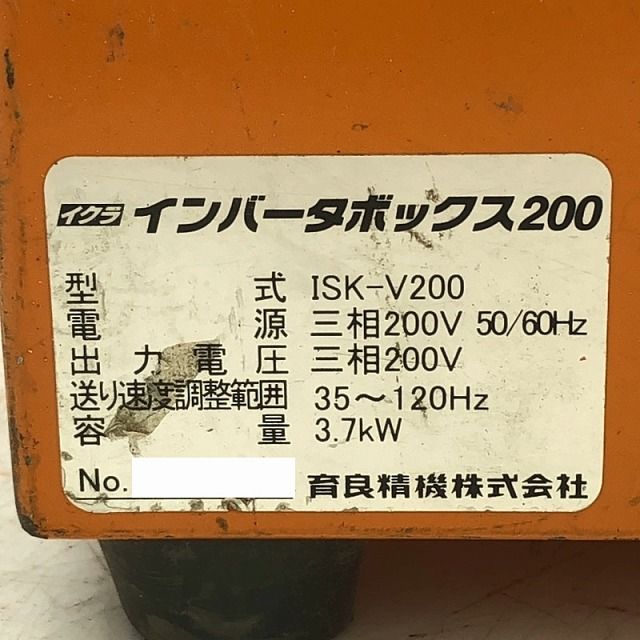 イクラ インバータボックス200
型式 ISK-V200
電源 三相200V 50/60Hz
出力電圧 三相200V
送り速度調整範囲 35～120Hz
容量 3.7kW
No. 育良精機株式会社